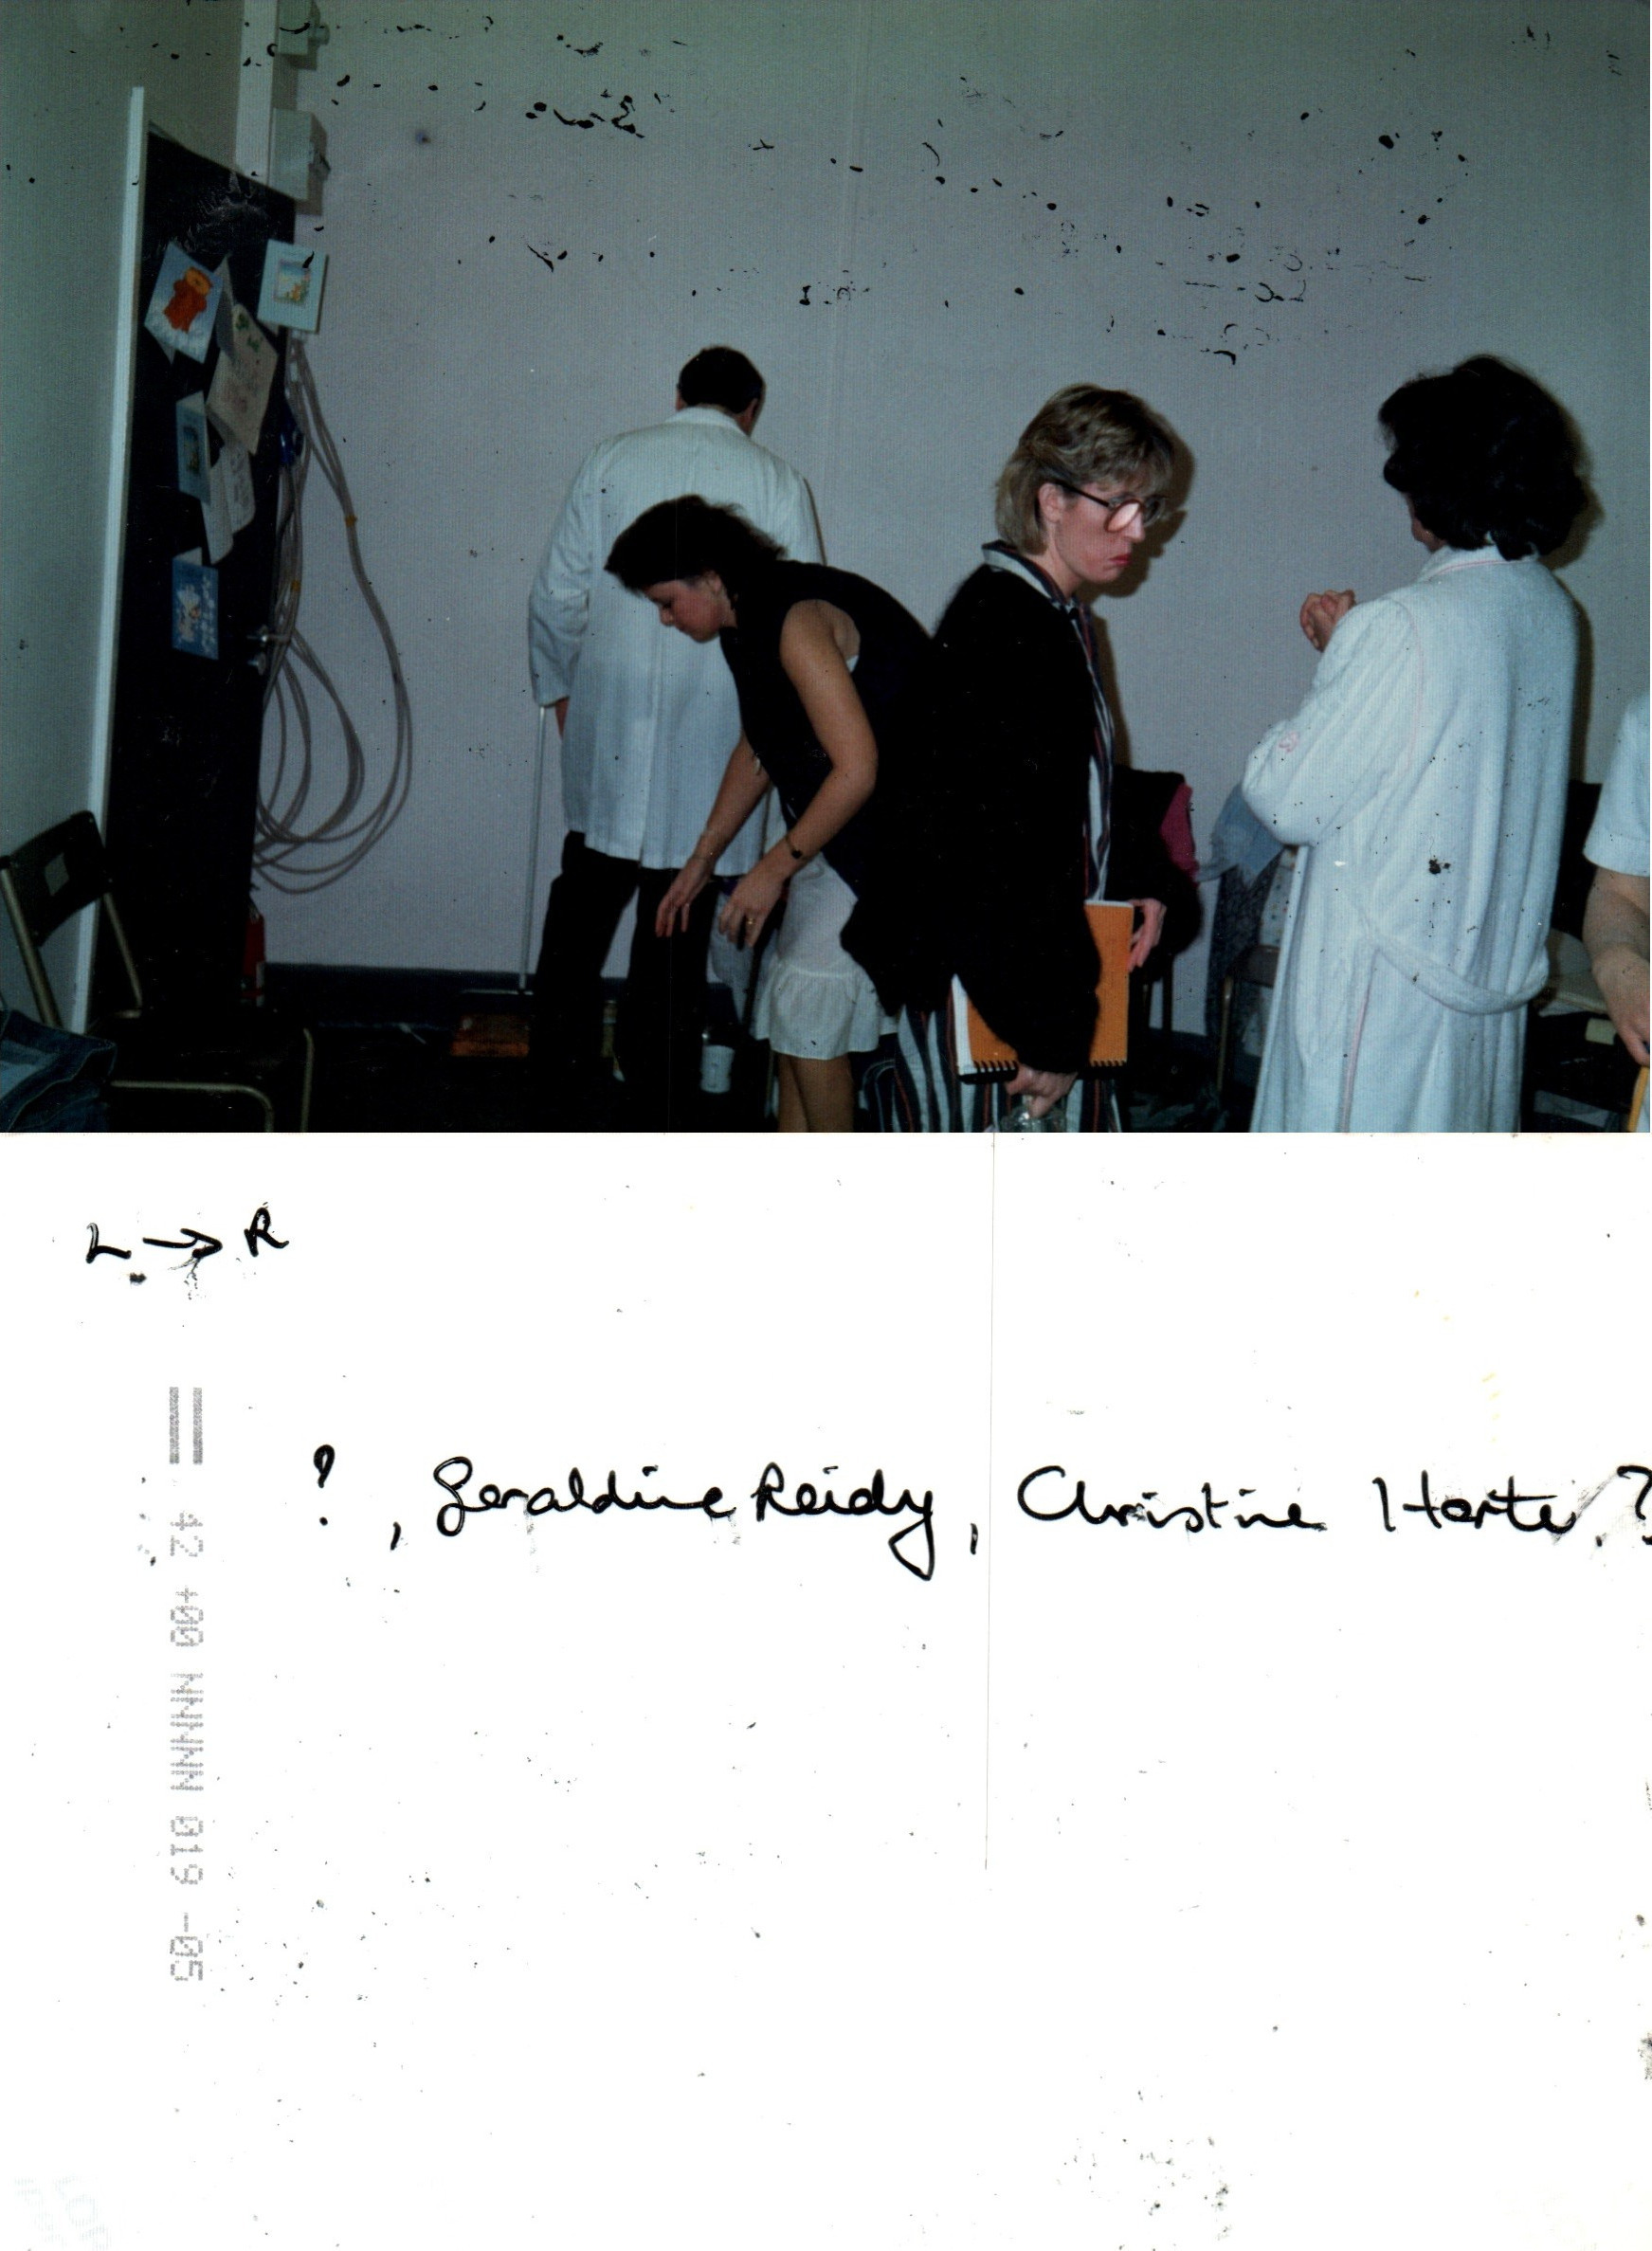 L → R
?, Geraldine Reidy, Christine Harte, ?
42 +00 NNNNN 019 -05